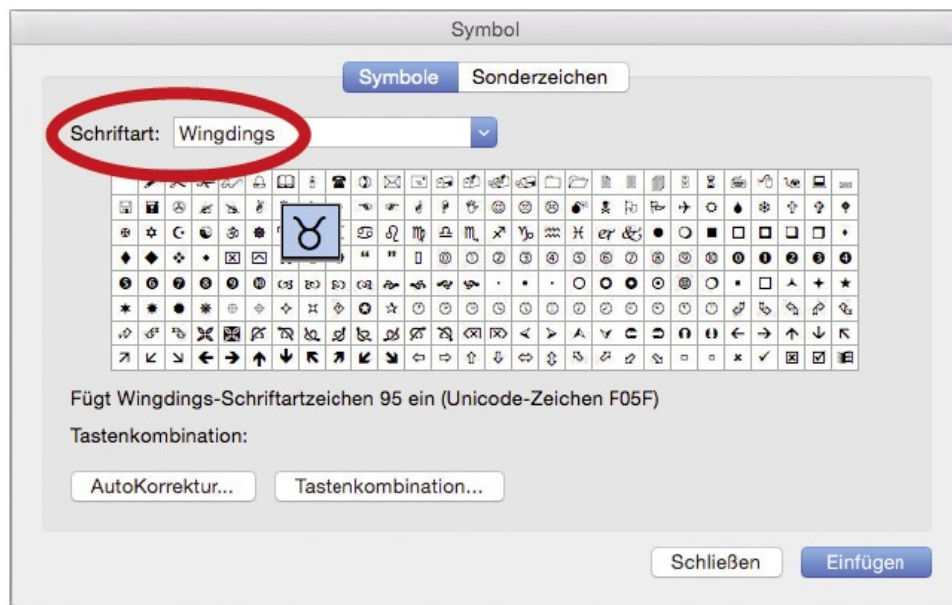 Symbol
Symbole Sonderzeichen
Schriftart: Wingdings
Fügt Wingdings-Schriftartzeichen 95 ein (Unicode-Zeichen F05F)
Tastenkombination:
AutoKorrektur... Tastenkombination...
Schließen Einfügen